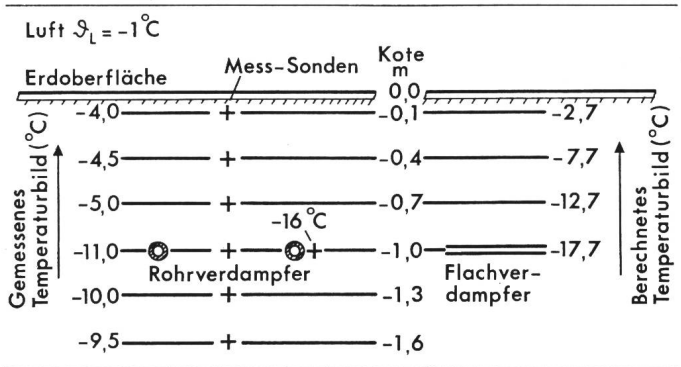 Luft ϑL = -1°C
Kote
m
Mess-Sonden
Erdoberfläche
0,0
-4,0 -0,1 -2,7
-4,5 -0,4 -7,7
-5,0 -0,7 -12,7
-16°C
-11,0 -1,0 -17,7
Rohrverdampfer
Flachver-
dampfer
-10,0 -1,3
-9,5 -1,6
Gemessenes
Temperaturbild (°C)
Berechnetes
Temperaturbild (°C)